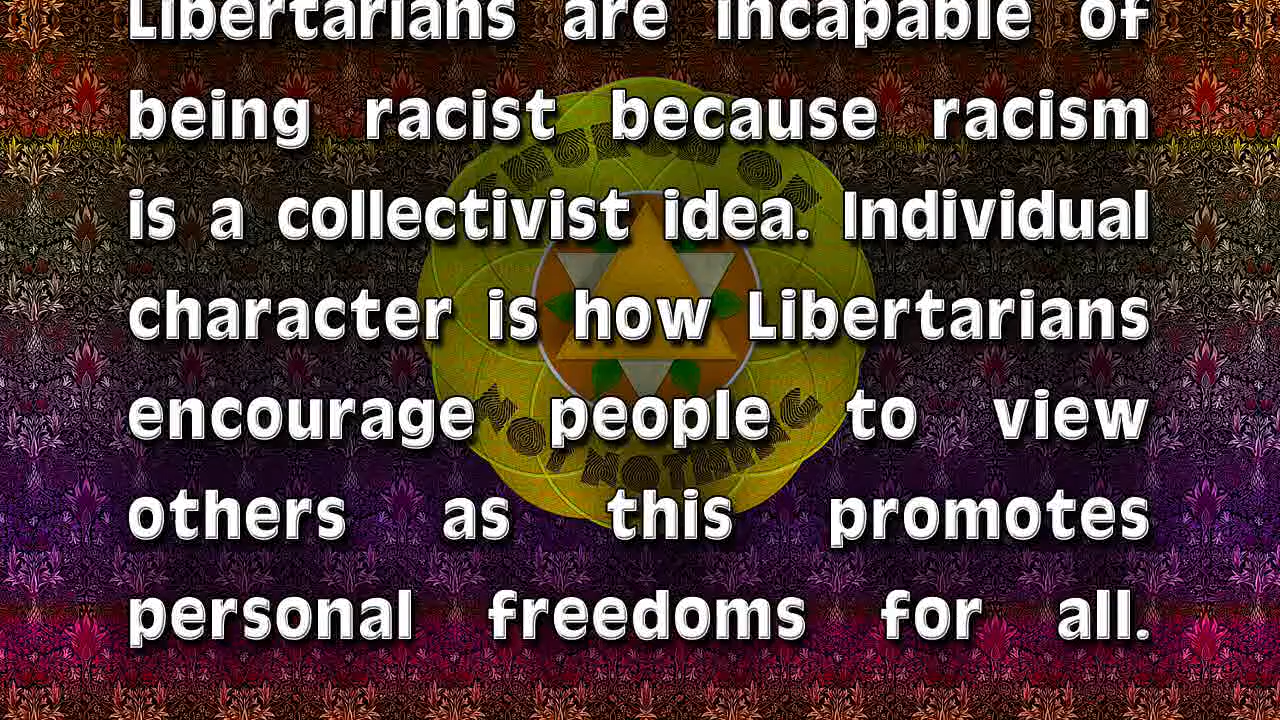 Libertarians are incapable of
being racist because racism
is a collectivist idea. Individual
character is how Libertarians
encourage people to view
others as this promotes
personal freedoms for all.